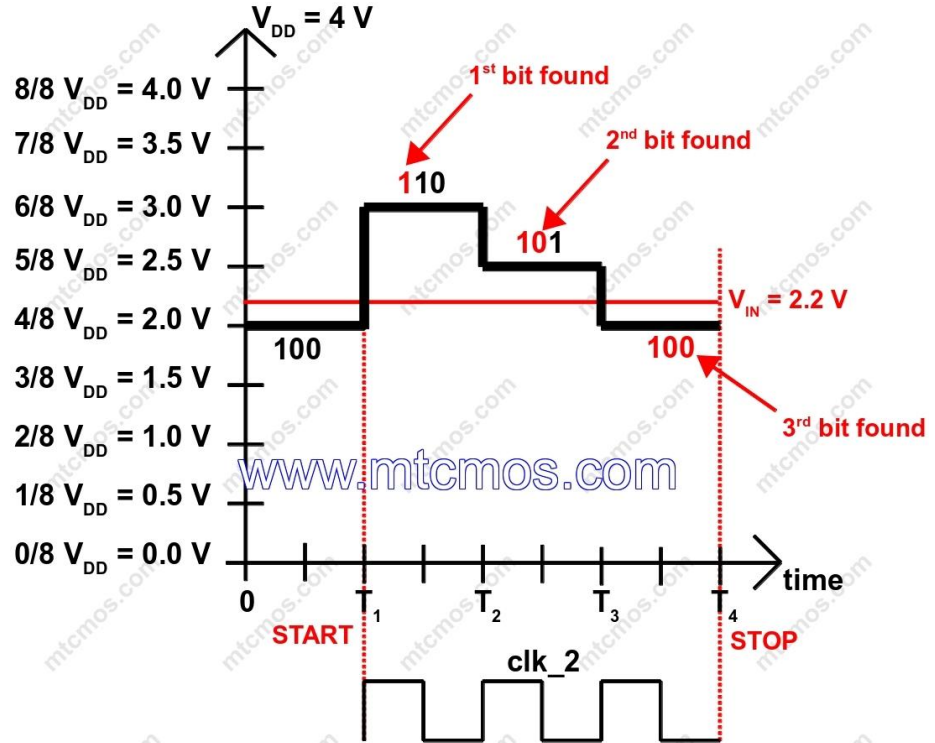 V_DD = 4 V
8/8 V_DD = 4.0 V
1st bit found
7/8 V_DD = 3.5 V
2nd bit found
110
6/8 V_DD = 3.0 V
101
5/8 V_DD = 2.5 V
V_IN = 2.2 V
4/8 V_DD = 2.0 V
100
100
3/8 V_DD = 1.5 V
3rd bit found
2/8 V_DD = 1.0 V
www.mtcmos.com
1/8 V_DD = 0.5 V
0/8 V_DD = 0.0 V
time
0 T1 T2 T3 T4
START
STOP
clk_2
mtcmos.com